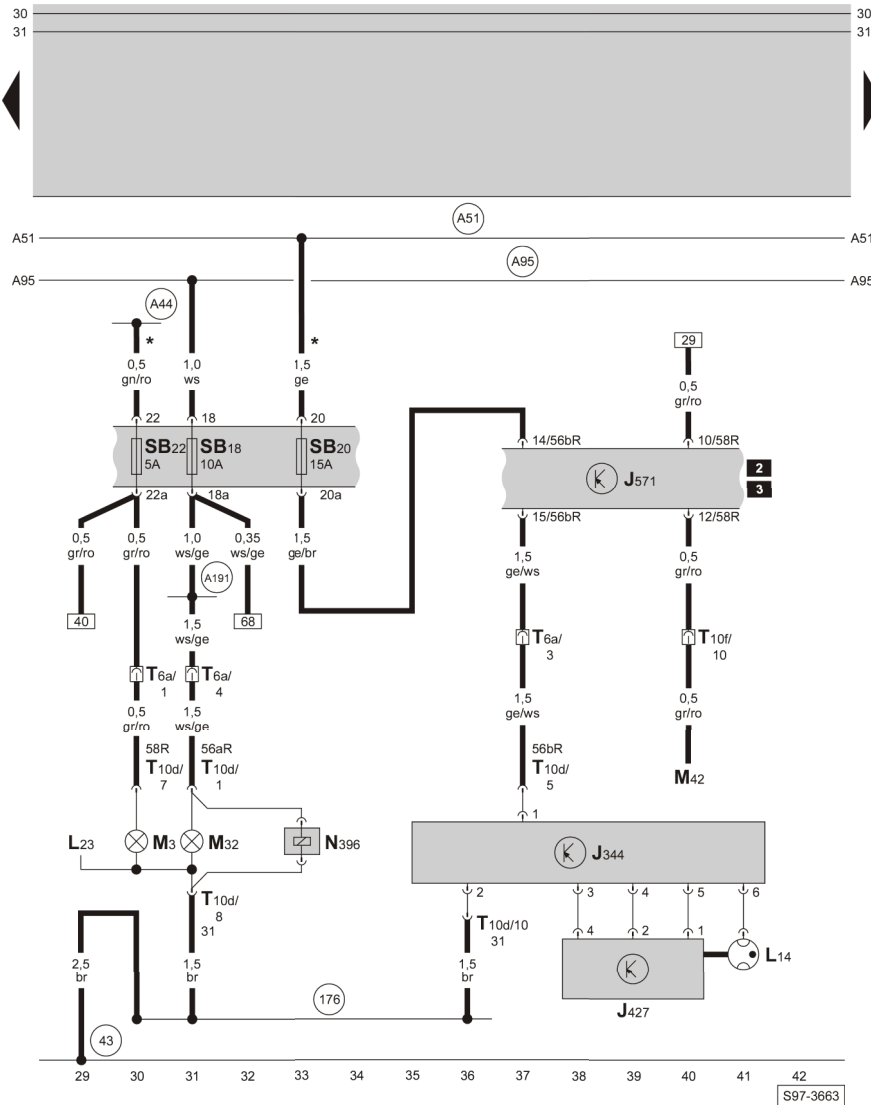 30 30
31 31
A51
A51 A51
A95
A95 A95
A44
* *
29
0,5 1,0 1,5
gn/ro ws ge
0,5
gr/ro
22 18 20
14/56bR 10/58R
SB22 SB18 SB20
5A 10A 15A
J571
2
3
22a 18a 20a
15/56bR 12/58R
0,5 0,5 1,0 0,35 1,5
gr/ro gr/ro ws/ge ws/ge ge/br
1,5 0,5
ge/ws gr/ro
A191
40 68
1,5
ws/ge
T6a/ T10f/
3 10
T6a/ T6a/
1 4
0,5 1,5
gr/ro ws/ge
1,5 0,5
ge/ws gr/ro
58R 56aR 56bR
T10d/ T10d/ T10d/
7 1 5
M42
1
L23 M3 M32 N396
J344
2 3 4 5 6
T10d/
8
31
T10d/10
31
4 2 1
L14
2,5 1,5 1,5
br br br
J427
176
43
29 30 31 32 33 34 35 36 37 38 39 40 41 42
S97-3663